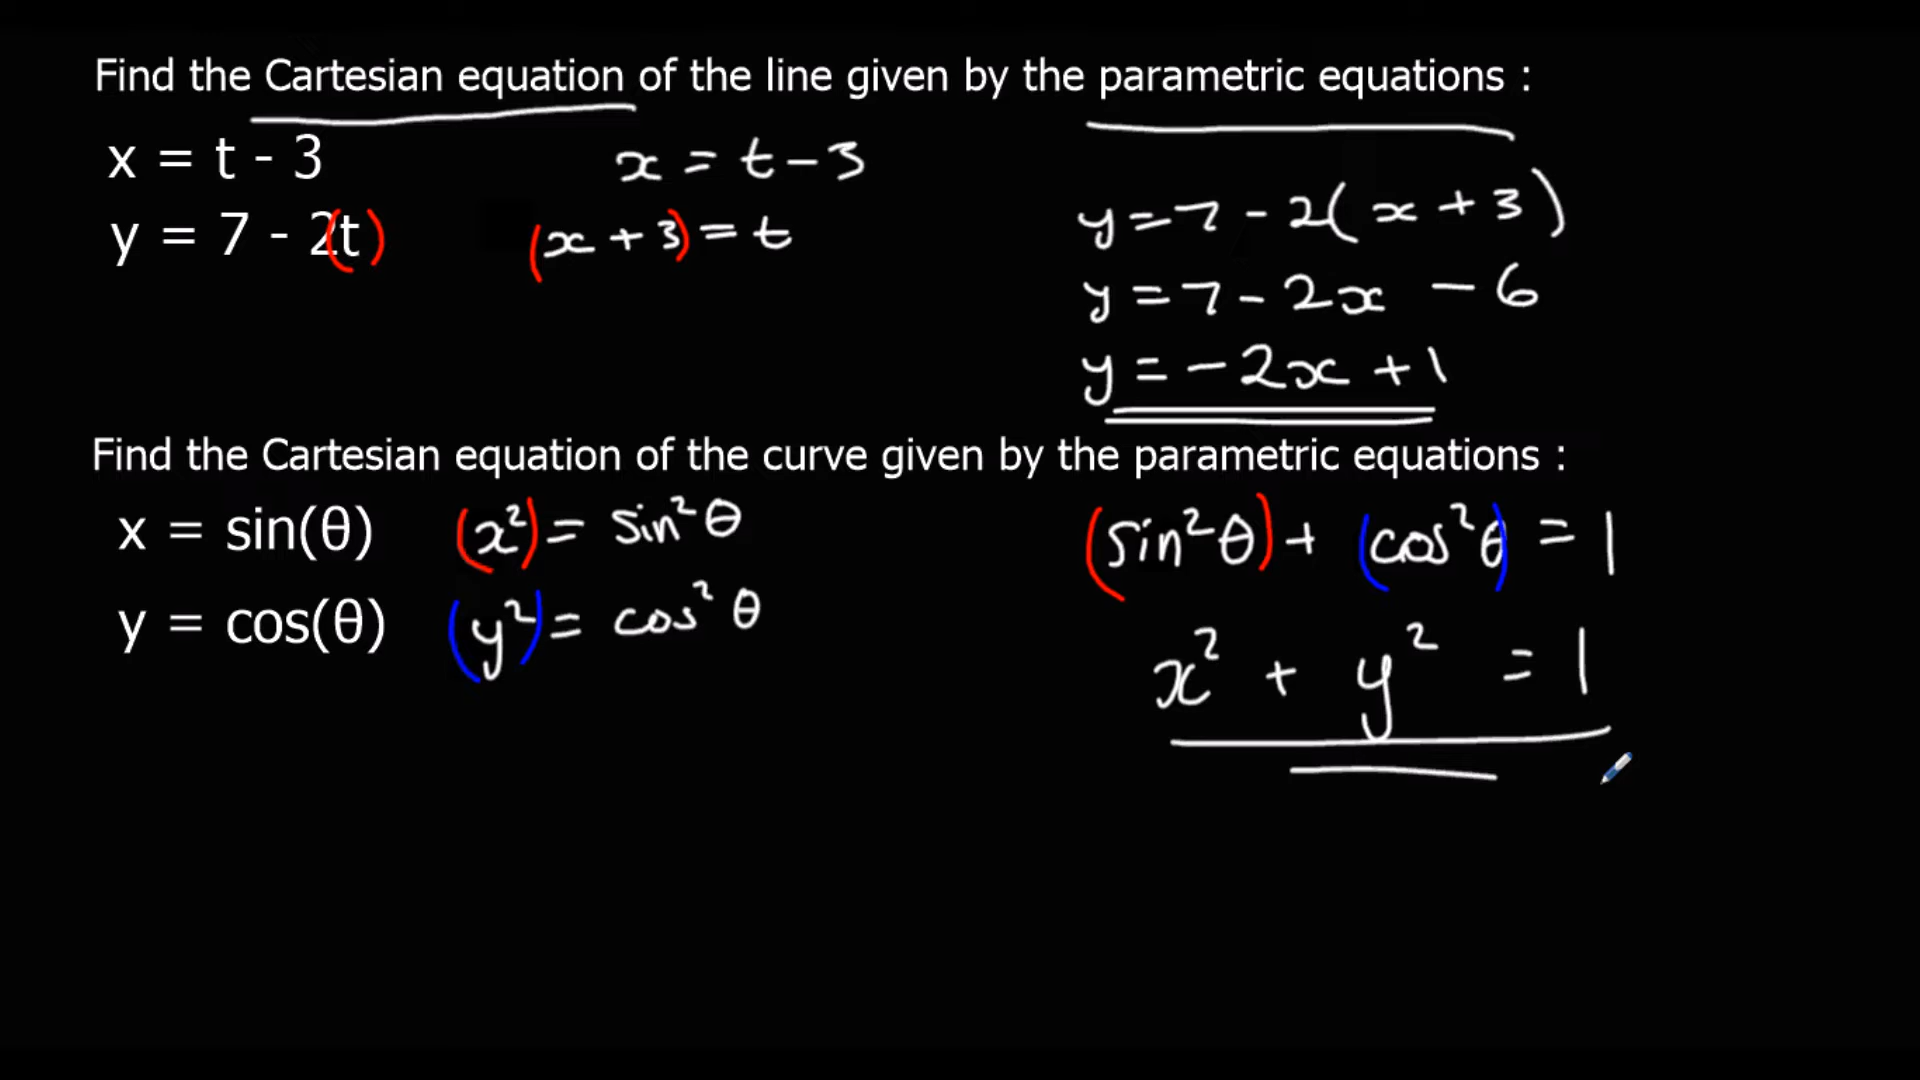 Find the Cartesian equation of the line given by the parametric equations :
x = t - 3
x = t - 3
y = 7 - 2(t)
(x + 3) = t
y = 7 - 2(x + 3)
y = 7 - 2x - 6
y = -2x + 1
Find the Cartesian equation of the curve given by the parametric equations :
x = sin(θ)
(x²) = sin²θ
(sin²θ) + (cos²θ) = 1
y = cos(θ)
(y²) = cos²θ
x² + y² = 1